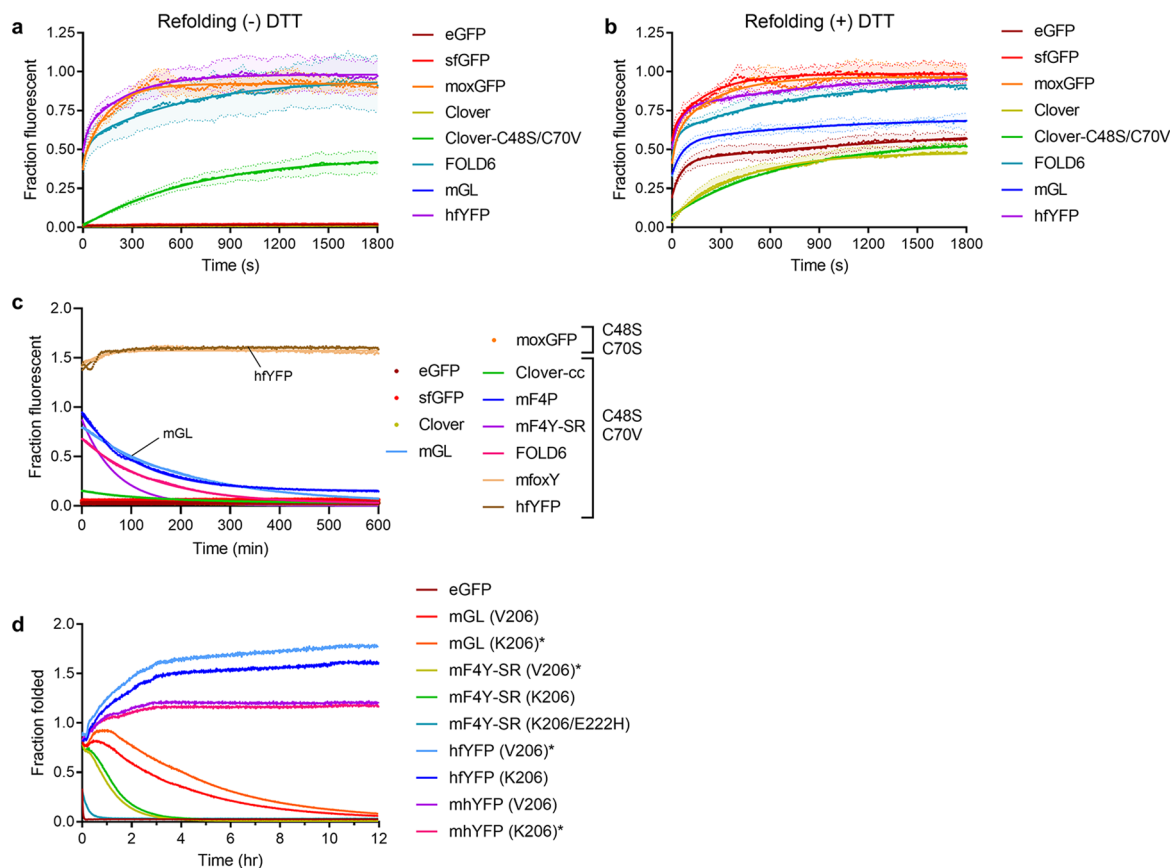 a
Refolding (-) DTT
Fraction fluorescent
1.25
1.00
0.75
0.50
0.25
0.00
0 300 600 900 1200 1500 1800
Time (s)
eGFP
sfGFP
moxGFP
Clover
Clover-C48S/C70V
FOLD6
mGL
hfYFP
b
Refolding (+) DTT
Fraction fluorescent
1.25
1.00
0.75
0.50
0.25
0.00
0 300 600 900 1200 1500 1800
Time (s)
eGFP
sfGFP
moxGFP
Clover
Clover-C48S/C70V
FOLD6
mGL
hfYFP
c
Fraction fluorescent
2.0
1.5
1.0
0.5
0.0
0 100 200 300 400 500 600
Time (min)
hfYFP
mGL
eGFP
sfGFP
Clover
mGL
moxGFP
Clover-cc
mF4P
mF4Y-SR
FOLD6
mfoxY
hfYFP
C48S
C70S
C48S
C70V
d
Fraction folded
2.0
1.5
1.0
0.5
0.0
0 2 4 6 8 10 12
Time (hr)
eGFP
mGL (V206)
mGL (K206)*
mF4Y-SR (V206)*
mF4Y-SR (K206)
mF4Y-SR (K206/E222H)
hfYFP (V206)*
hfYFP (K206)
mhYFP (V206)
mhYFP (K206)*